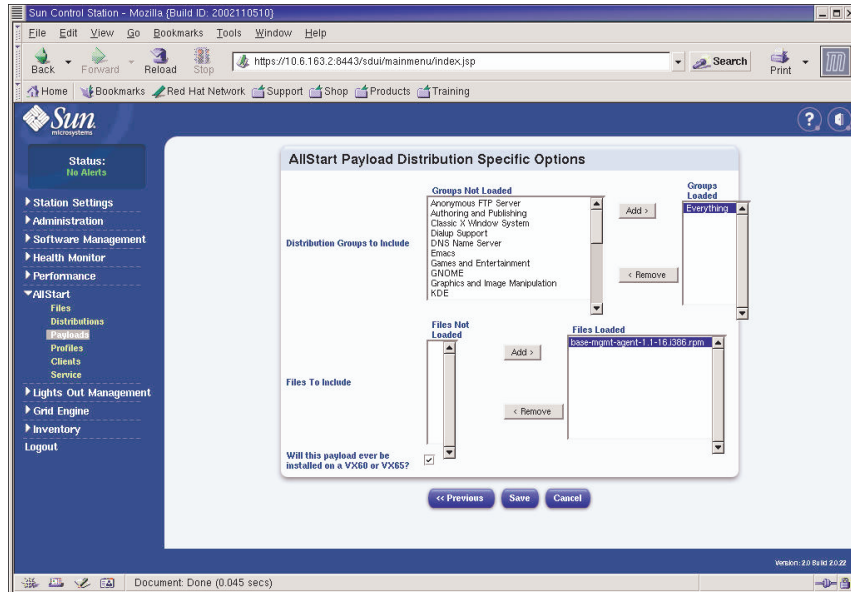 Sun Control Station - Mozilla {Build ID: 2002110510}
File Edit View Go Bookmarks Tools Window Help
Back Forward Reload Stop https://10.6.163.2:8443/sdui/mainmenu/index.jsp Search Print
Home Bookmarks Red Hat Network Support Shop Products Training
Sun
microsystems
Status:
No Alerts
Station Settings
Administration
Software Management
Health Monitor
Performance
AllStart
Files
Distributions
Payloads
Profiles
Clients
Service
Lights Out Management
Grid Engine
Inventory
Logout
AllStart Payload Distribution Specific Options
Distribution Groups to Include
Groups Not Loaded
Anonymous FTP Server
Authoring and Publishing
Classic X Window System
Dialup Support
DNS Name Server
Emacs
Games and Entertainment
GNOME
Graphics and Image Manipulation
KDE
Add >
< Remove
Groups
Loaded
Everything
Files To Include
Files Not
Loaded
Add >
< Remove
Files Loaded
base-mgmt-agent-1.1-16.i386.rpm
Will this payload ever be
installed on a VX60 or VX65?
<< Previous Save Cancel
Version: 2.0 Build 2.0.22
Document: Done (0.045 secs)